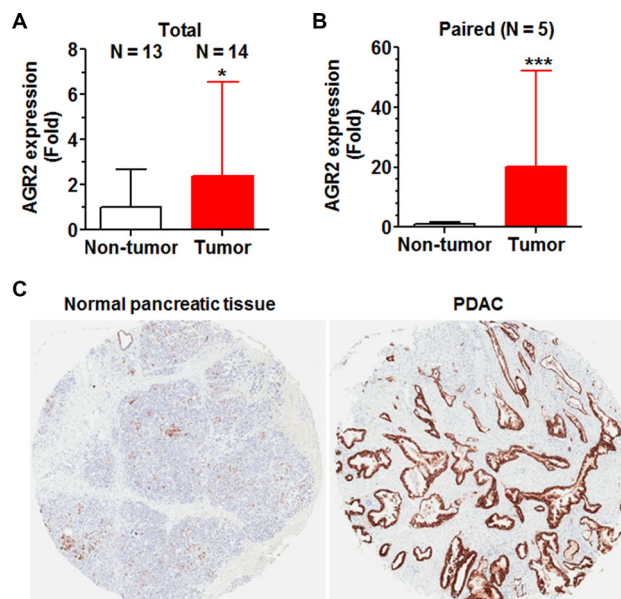 A
Total
N = 13 N = 14
*
AGR2 expression
(Fold)
8
6
4
2
0
Non-tumor Tumor
B
Paired (N = 5)
***
AGR2 expression
(Fold)
60
40
20
0
Non-tumor Tumor
C
Normal pancreatic tissue PDAC